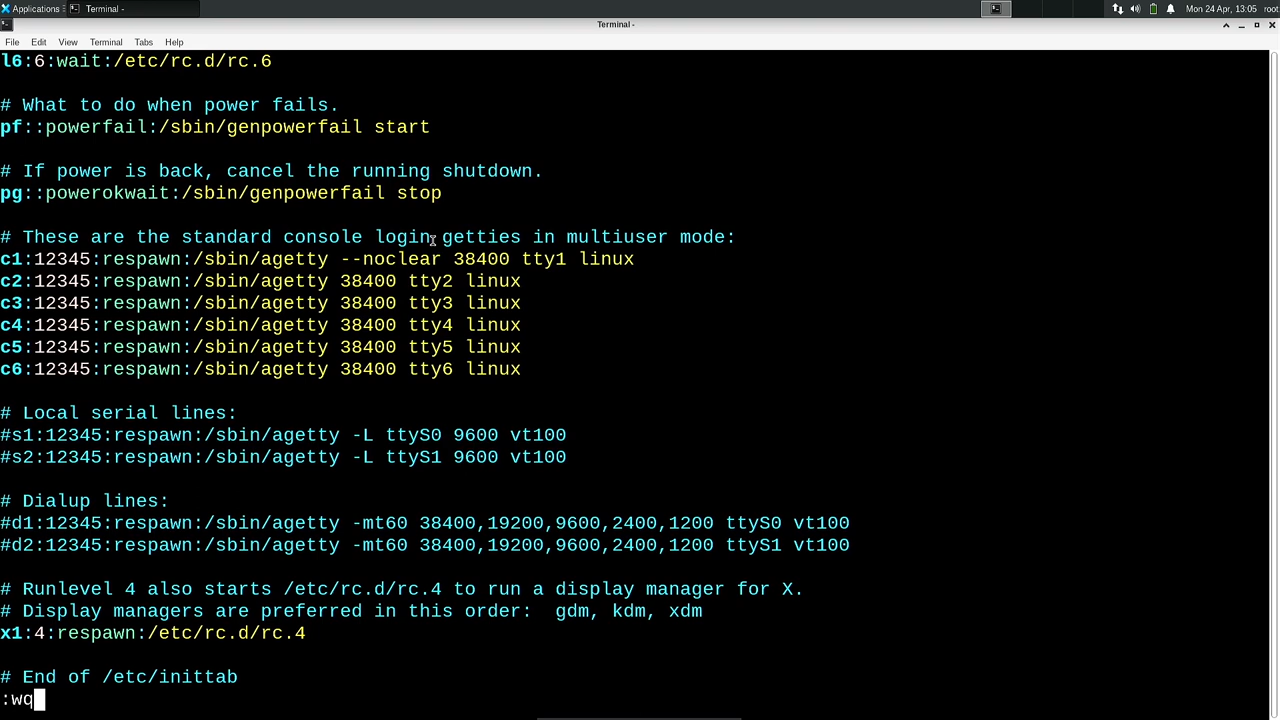 Applications Terminal - Mon 24 Apr, 13:05 root
Terminal -
File Edit View Terminal Tabs Help
l6:6:wait:/etc/rc.d/rc.6
# What to do when power fails.
pf::powerfail:/sbin/genpowerfail start
# If power is back, cancel the running shutdown.
pg::powerokwait:/sbin/genpowerfail stop
# These are the standard console login getties in multiuser mode:
c1:12345:respawn:/sbin/agetty --noclear 38400 tty1 linux
c2:12345:respawn:/sbin/agetty 38400 tty2 linux
c3:12345:respawn:/sbin/agetty 38400 tty3 linux
c4:12345:respawn:/sbin/agetty 38400 tty4 linux
c5:12345:respawn:/sbin/agetty 38400 tty5 linux
c6:12345:respawn:/sbin/agetty 38400 tty6 linux
# Local serial lines:
#s1:12345:respawn:/sbin/agetty -L ttyS0 9600 vt100
#s2:12345:respawn:/sbin/agetty -L ttyS1 9600 vt100
# Dialup lines:
#d1:12345:respawn:/sbin/agetty -mt60 38400,19200,9600,2400,1200 ttyS0 vt100
#d2:12345:respawn:/sbin/agetty -mt60 38400,19200,9600,2400,1200 ttyS1 vt100
# Runlevel 4 also starts /etc/rc.d/rc.4 to run a display manager for X.
# Display managers are preferred in this order:  gdm, kdm, xdm
x1:4:respawn:/etc/rc.d/rc.4
# End of /etc/inittab
:wq